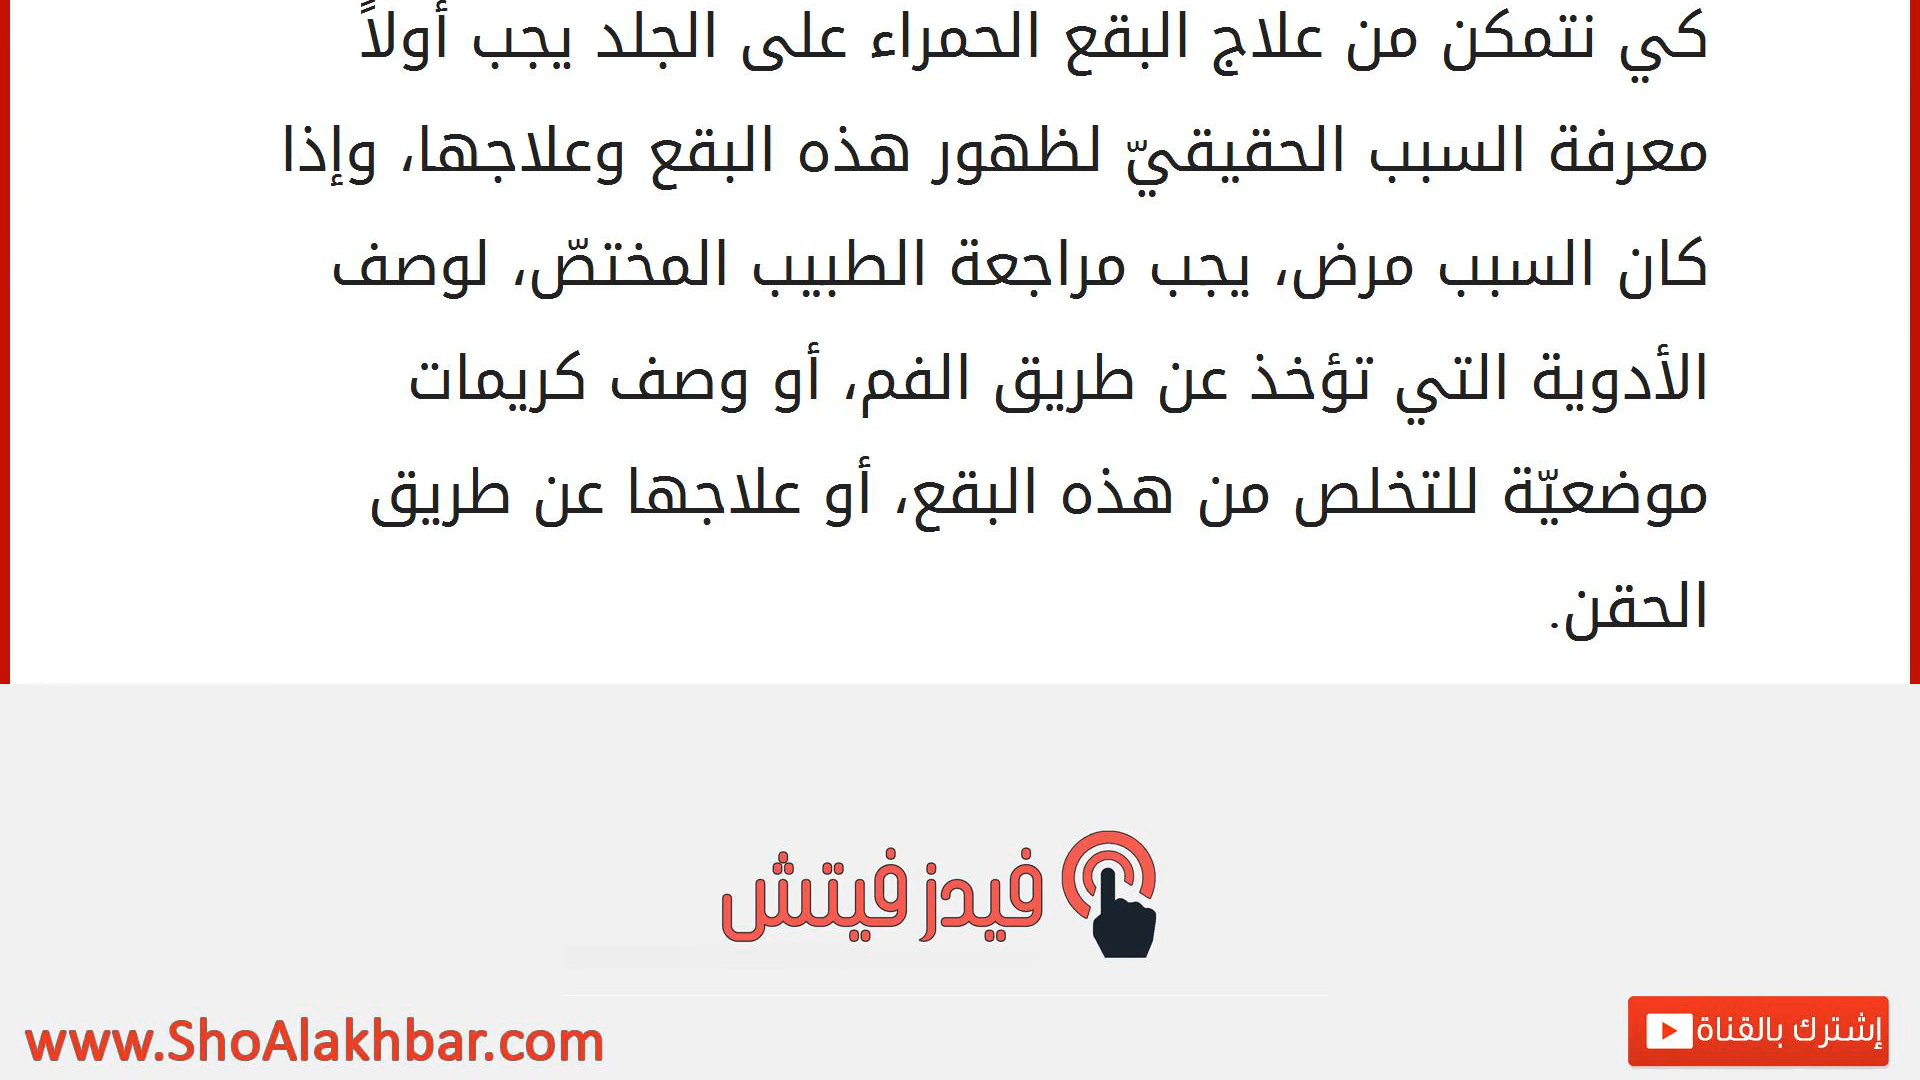 كي نتمكن من علاج البقع الحمراء على الجلد يجب أولاً
معرفة السبب الحقيقيّ لظهور هذه البقع وعلاجها، وإذا
كان السبب مرض، يجب مراجعة الطبيب المختصّ، لوصف
الأدوية التي تؤخذ عن طريق الفم، أو وصف كريمات
موضعيّة للتخلص من هذه البقع، أو علاجها عن طريق
الحقن.
فيدز فيتش
www.ShoAlakhbar.com
إشترك بالقناة